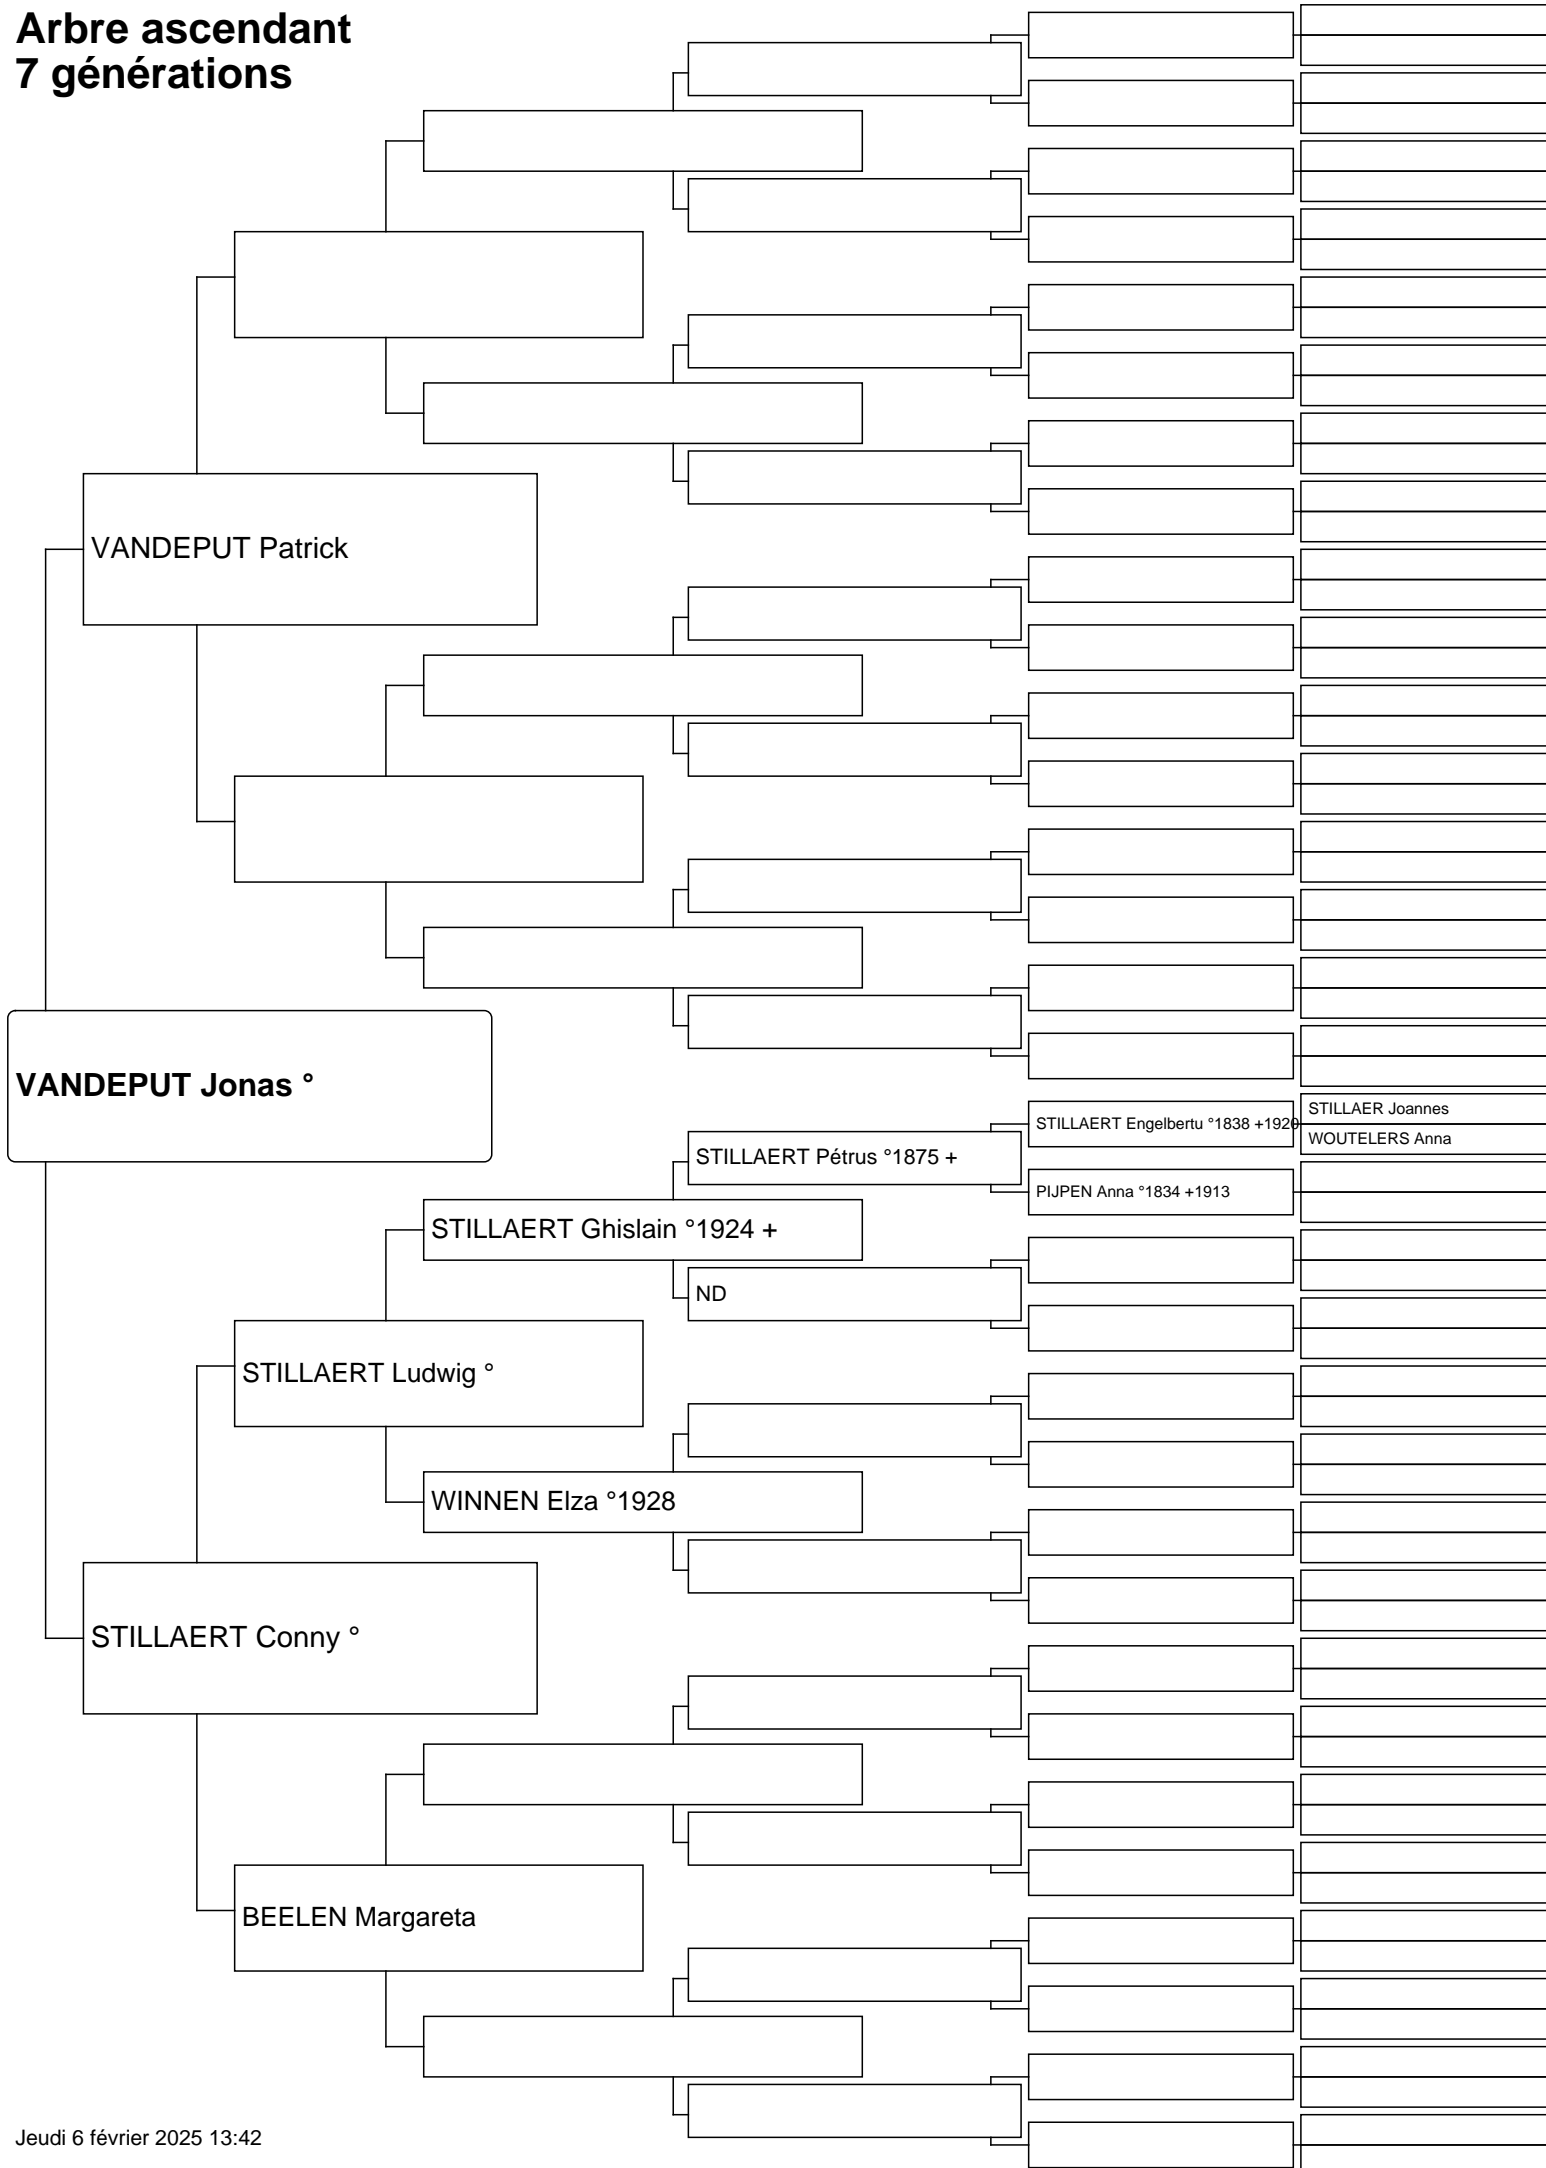 Arbre ascendant
7 générations
VANDEPUT Patrick
VANDEPUT Jonas °
STILLAERT Engelbertu °1838 +1920
STILLAER Joannes
WOUTELERS Anna
STILLAERT Pétrus °1875 +
PIJPEN Anna °1834 +1913
STILLAERT Ghislain °1924 +
ND
STILLAERT Ludwig °
WINNEN Elza °1928
STILLAERT Conny °
BEELEN Margareta
Jeudi 6 février 2025 13:42